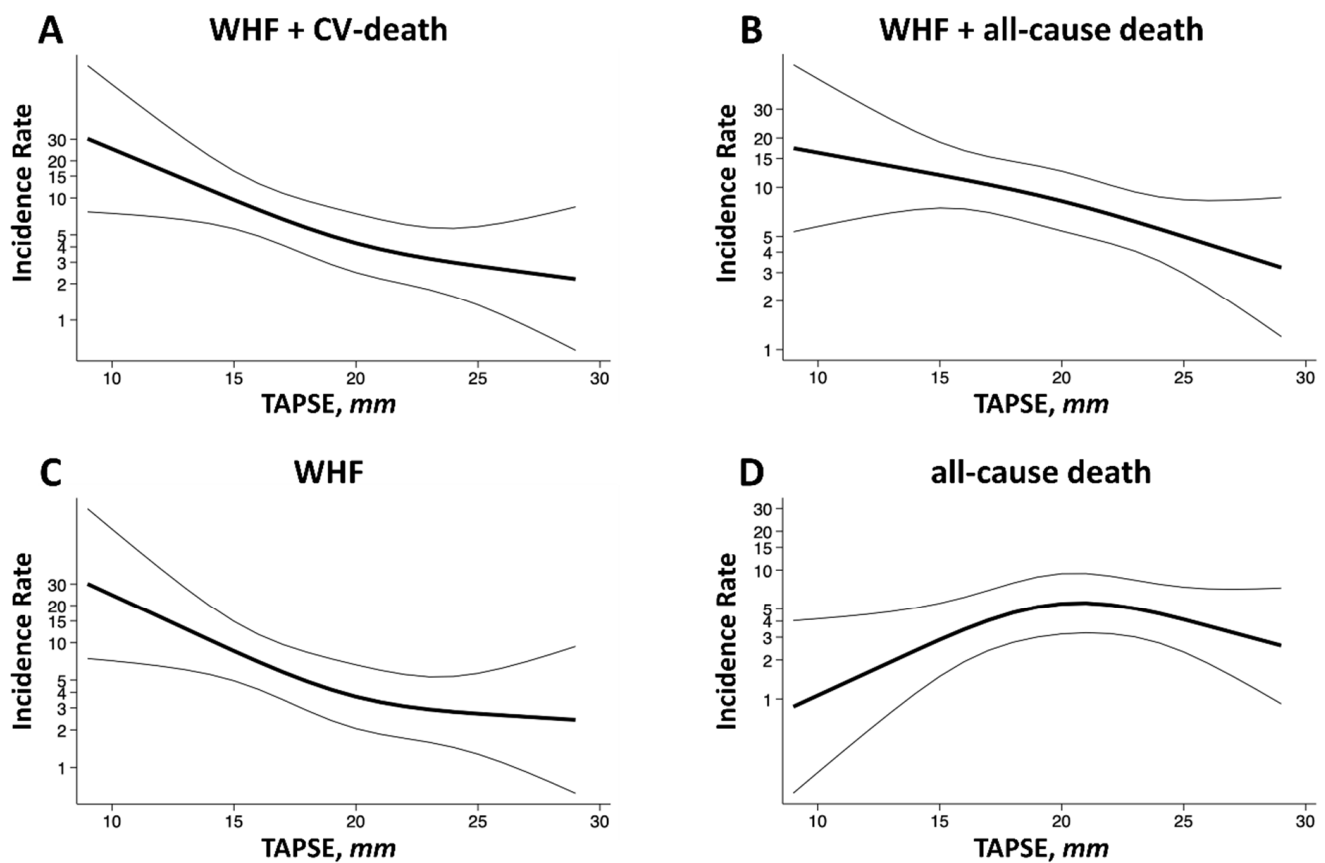 A WHF + CV-death
Incidence Rate
30
20
15
10
5
4
3
2
1
10 15 20 25 30
TAPSE, mm
B WHF + all-cause death
Incidence Rate
30
20
15
10
5
4
3
2
1
10 15 20 25 30
TAPSE, mm
C WHF
Incidence Rate
30
20
15
10
5
4
3
2
1
10 15 20 25 30
TAPSE, mm
D all-cause death
Incidence Rate
30
20
15
10
5
4
3
2
1
10 15 20 25 30
TAPSE, mm